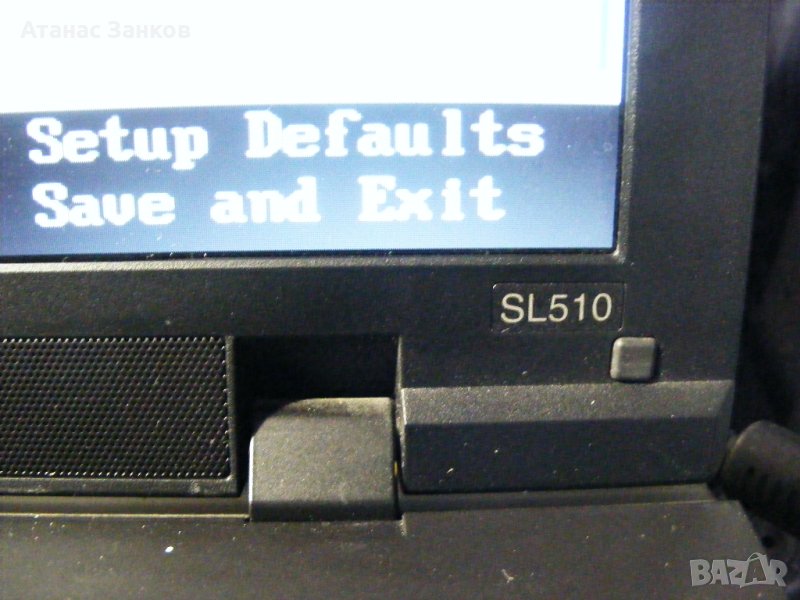 Атанас Занков
Setup Defaults
Save and Exit
SL510
BAZAR